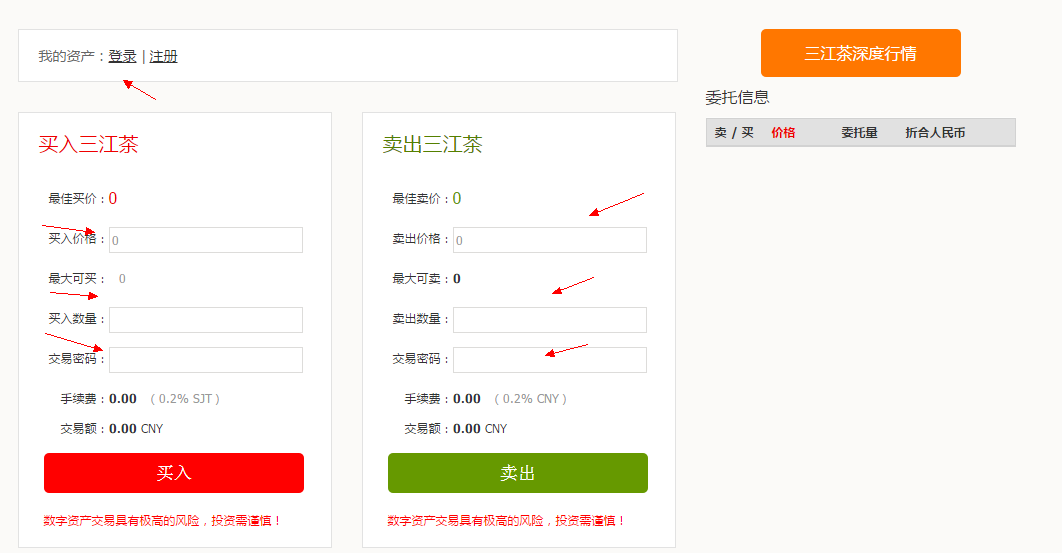 我的资产：登录 | 注册
三江茶深度行情
委托信息
卖 / 买 价格 委托量 折合人民币
买入三江茶
最佳买价：0
买入价格：0
最大可买： 0
买入数量：
交易密码：
手续费：0.00 （ 0.2% SJT ）
交易额：0.00 CNY
买入
数字资产交易具有极高的风险，投资需谨慎！
卖出三江茶
最佳卖价：0
卖出价格：0
最大可卖：0
卖出数量：
交易密码：
手续费：0.00 （ 0.2% CNY ）
交易额：0.00 CNY
卖出
数字资产交易具有极高的风险，投资需谨慎！